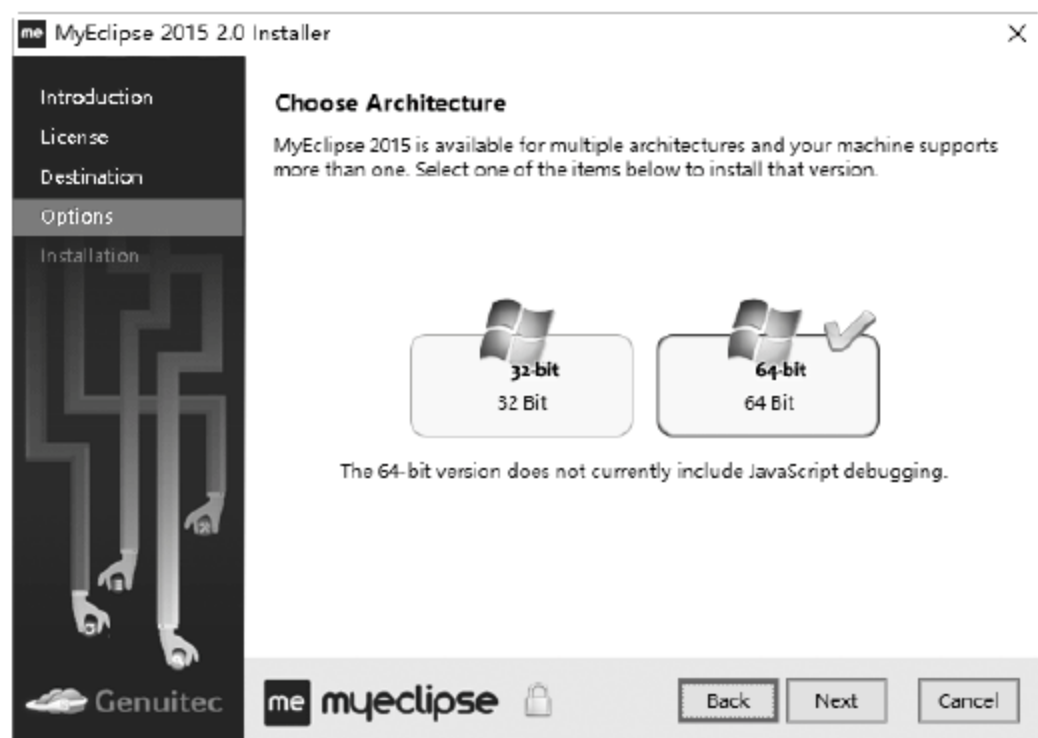 me MyEclipse 2015 2.0 Installer
Introduction
License
Destination
Options
Installation
Choose Architecture
MyEclipse 2015 is available for multiple architectures and your machine supports
more than one. Select one of the items below to install that version.
32-bit
32 Bit
64-bit
64 Bit
The 64-bit version does not currently include JavaScript debugging.
Genuitec
me myeclipse
Back Next Cancel